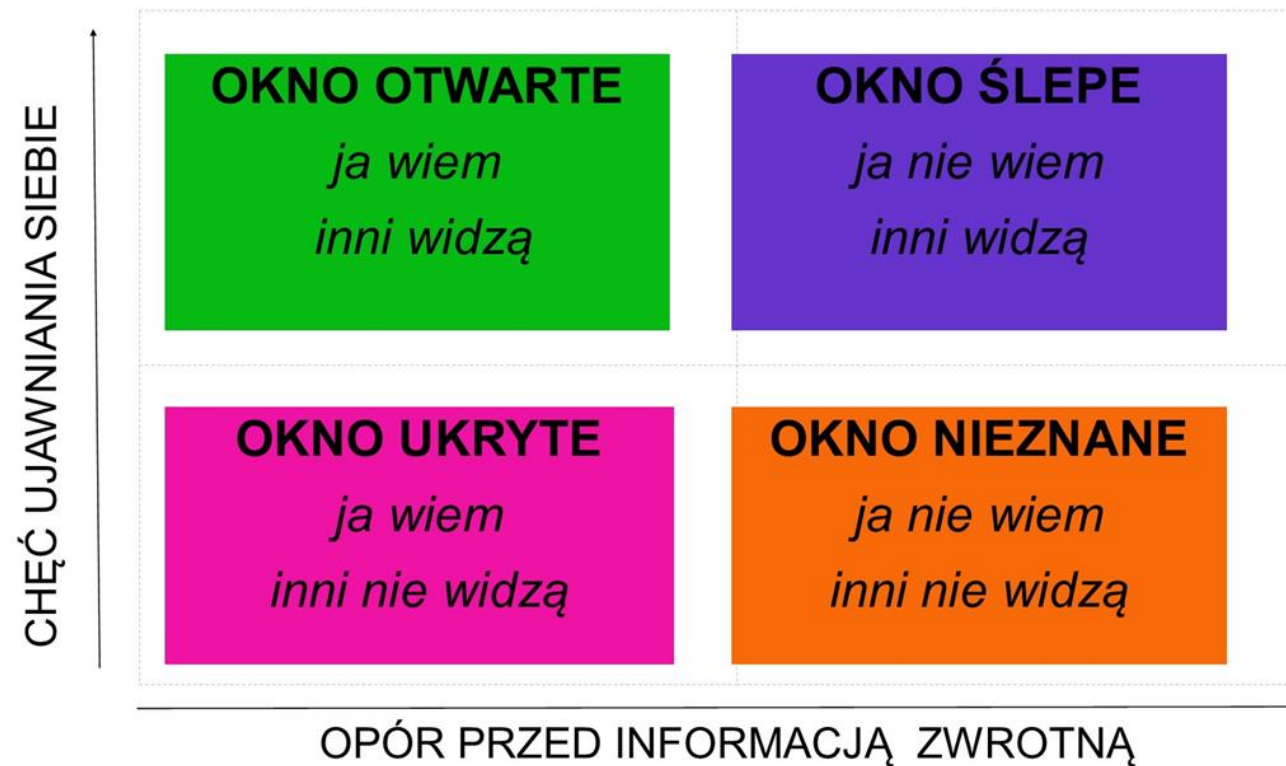 CHĘĆ UJAWNIANIA SIEBIE
OKNO OTWARTE
ja wiem
inni widzą
OKNO ŚLEPE
ja nie wiem
inni widzą
OKNO UKRYTE
ja wiem
inni nie widzą
OKNO NIEZNANE
ja nie wiem
inni nie widzą
OPÓR PRZED INFORMACJĄ ZWROTNĄ